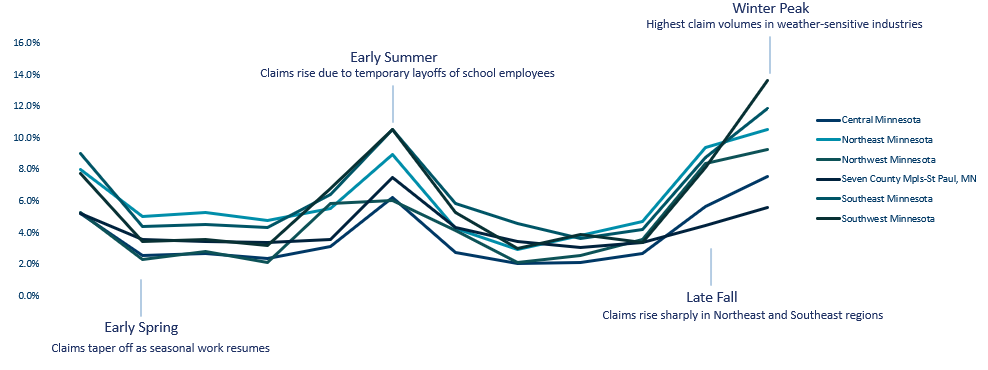 Winter Peak
Highest claim volumes in weather-sensitive industries
Early Summer
Claims rise due to temporary layoffs of school employees
16.0%
14.0%
12.0%
10.0%
8.0%
6.0%
4.0%
2.0%
0.0%
Central Minnesota
Northeast Minnesota
Northwest Minnesota
Seven County Mpls-St Paul, MN
Southeast Minnesota
Southwest Minnesota
Early Spring
Claims taper off as seasonal work resumes
Late Fall
Claims rise sharply in Northeast and Southeast regions